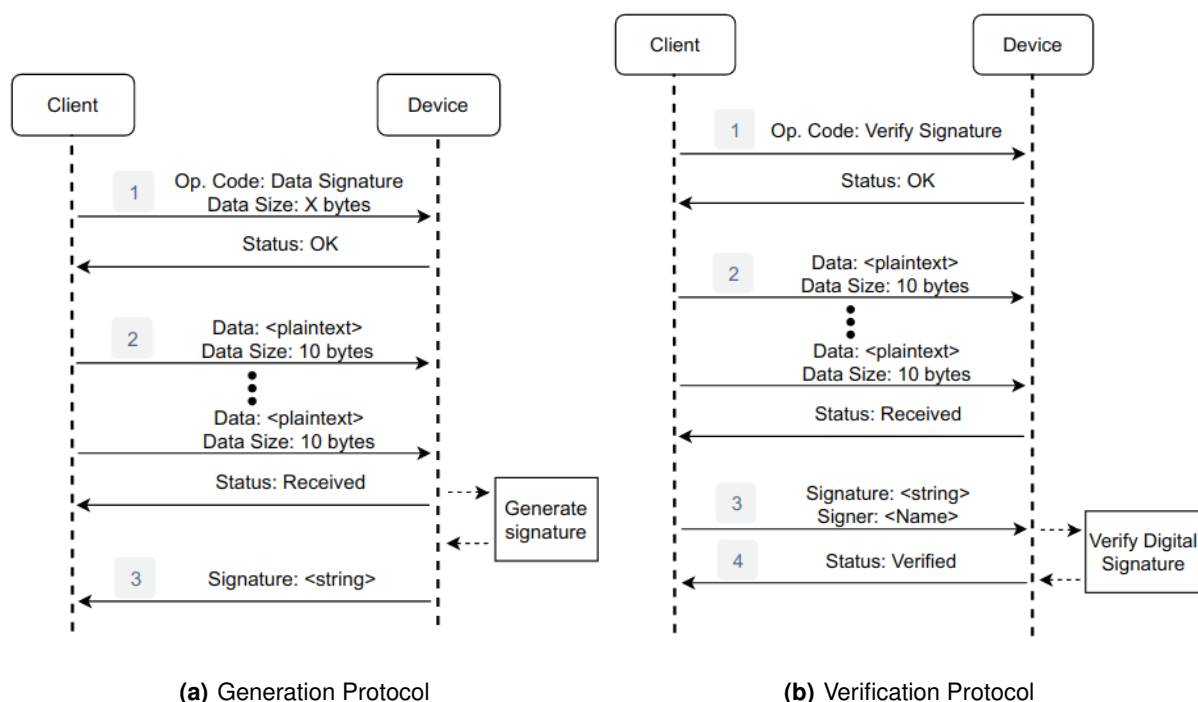 Client
Device
1
Op. Code: Data Signature
Data Size: X bytes
Status: OK
2
Data: <plaintext>
Data Size: 10 bytes
Data: <plaintext>
Data Size: 10 bytes
Status: Received
Generate
signature
3
Signature: <string>
(a) Generation Protocol
Client
Device
1
Op. Code: Verify Signature
Status: OK
2
Data: <plaintext>
Data Size: 10 bytes
Data: <plaintext>
Data Size: 10 bytes
Status: Received
3
Signature: <string>
Signer: <Name>
Verify Digital
Signature
4
Status: Verified
(b) Verification Protocol